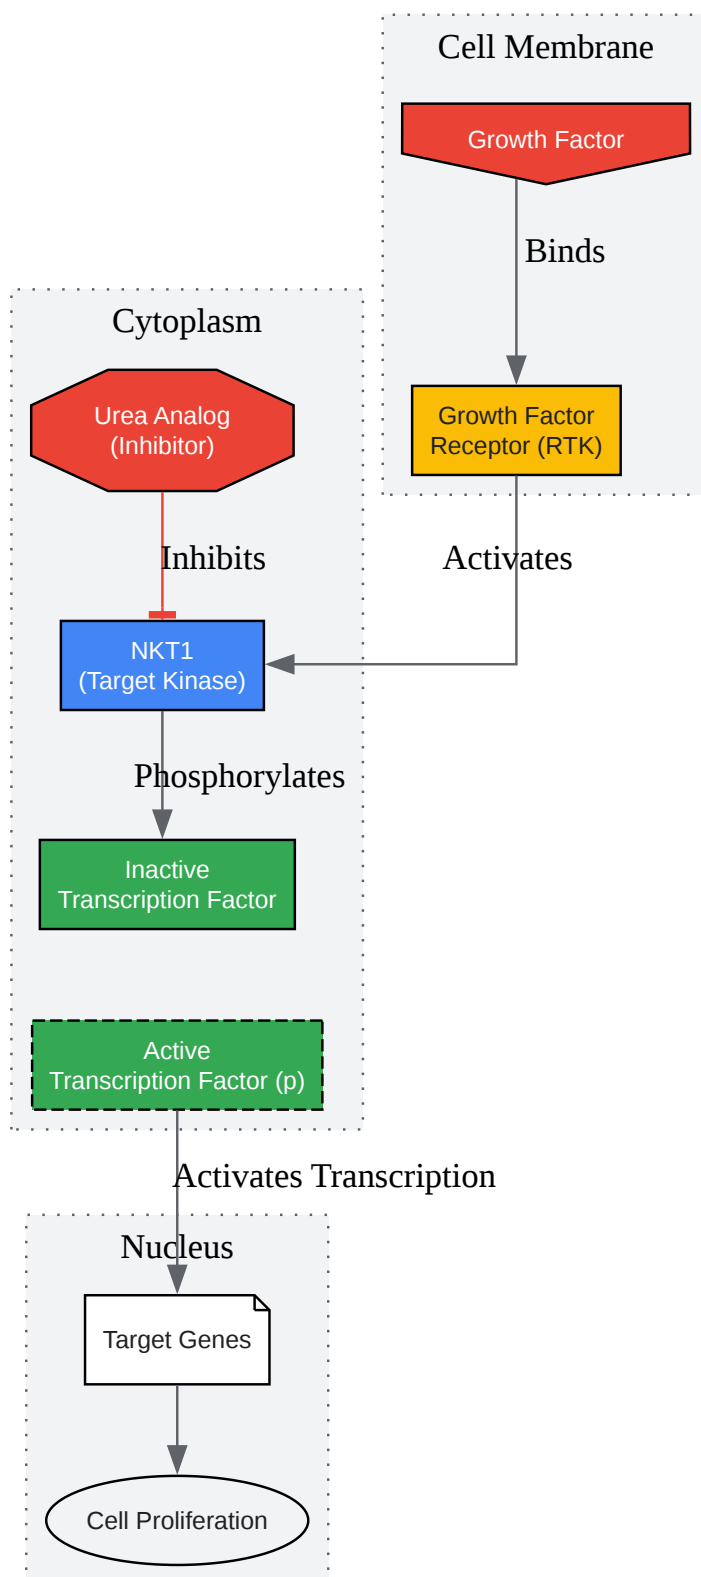 Cell Membrane
Growth Factor
Binds
Growth Factor
Receptor (RTK)
Activates
Cytoplasm
Urea Analog
(Inhibitor)
Inhibits
NKT1
(Target Kinase)
Phosphorylates
Inactive
Transcription Factor
Active
Transcription Factor (p)
Activates Transcription
Nucleus
Target Genes
Cell Proliferation